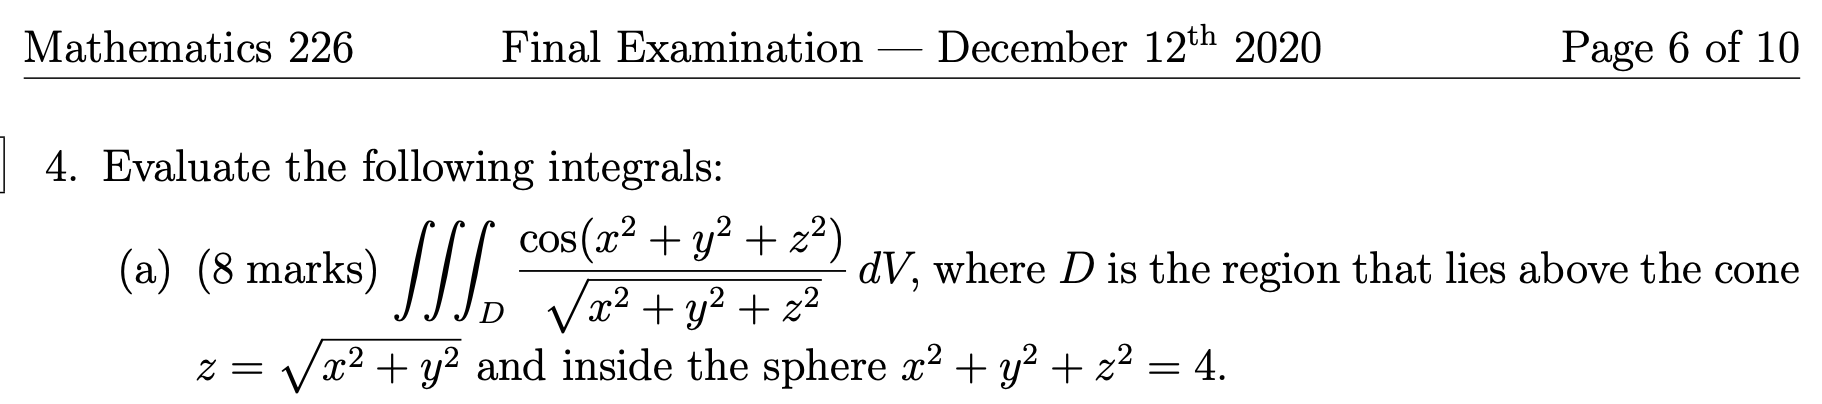 Mathematics 226 Final Examination — December 12th 2020 Page 6 of 10
] 4. Evaluate the following integrals:
(a) (8 marks) ∭_D cos(x² + y² + z²) / √(x² + y² + z²) dV, where D is the region that lies above the cone
z = √(x² + y²) and inside the sphere x² + y² + z² = 4.